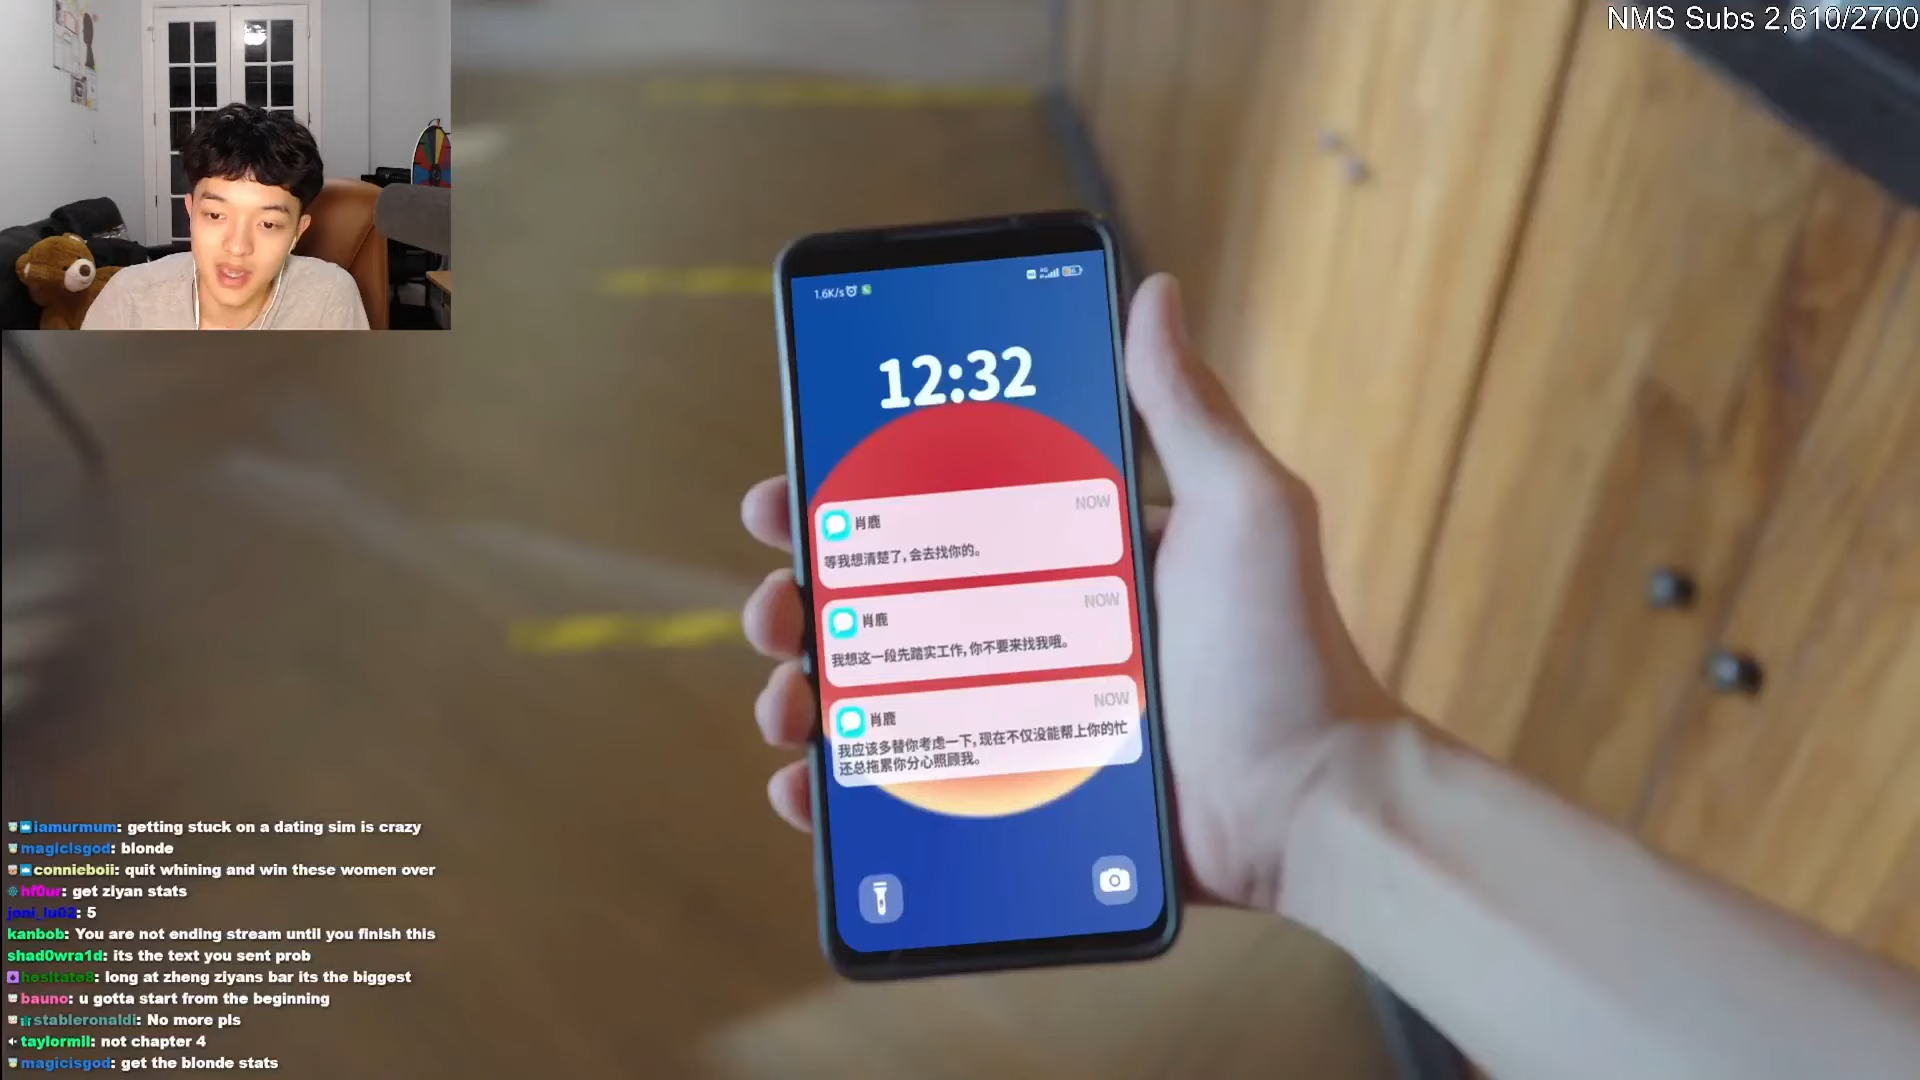 NMS Subs 2,610/2700
1.6K/s
12:32
肖鹿
NOW
等我想清楚了,会去找你的。
肖鹿
NOW
我想这一段先踏实工作,你不要来找我哦。
肖鹿
NOW
我应该多替你考虑一下,现在不仅没能帮上你的忙
还总拖累你分心照顾我。
iamurmum: getting stuck on a dating sim is crazy
magicisgod: blonde
connieboii: quit whining and win these women over
hf0ur: get ziyan stats
joni_lu02: 5
kanbob: You are not ending stream until you finish this
shad0wra1d: its the text you sent prob
hesitate8: long at zheng ziyans bar its the biggest
bauno: u gotta start from the beginning
stableronaldi: No more pls
taylormil: not chapter 4
magicisgod: get the blonde stats